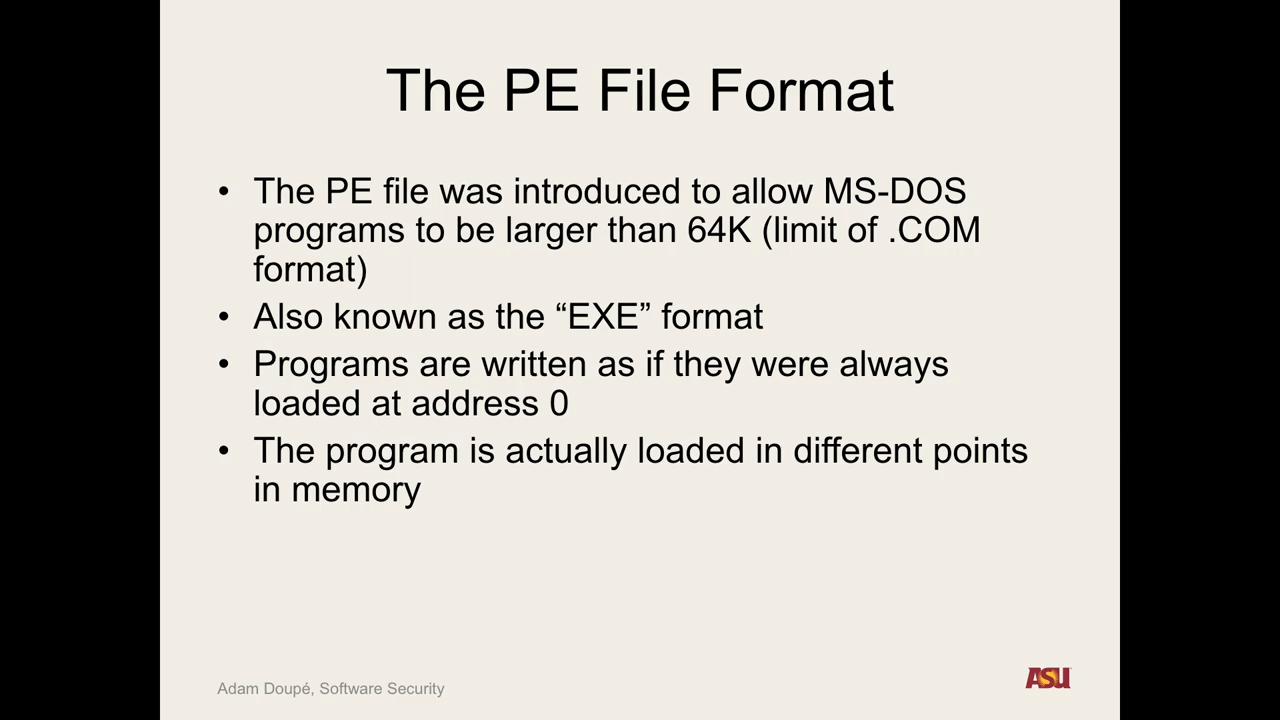 The PE File Format
• The PE file was introduced to allow MS-DOS
programs to be larger than 64K (limit of .COM
format)
• Also known as the “EXE” format
• Programs are written as if they were always
loaded at address 0
• The program is actually loaded in different points
in memory
Adam Doupé, Software Security
ASU